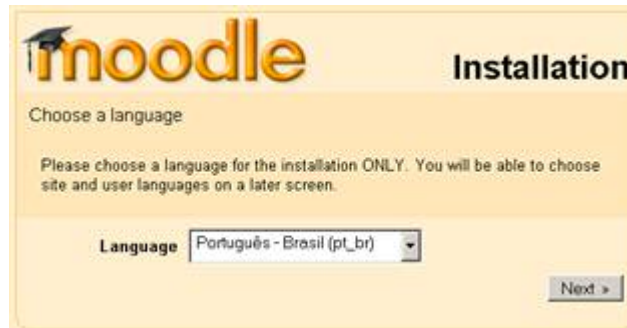 moodle
Installation
Choose a language
Please choose a language for the installation ONLY. You will be able to choose
site and user languages on a later screen.
Language Português - Brasil (pt_br)
Next »